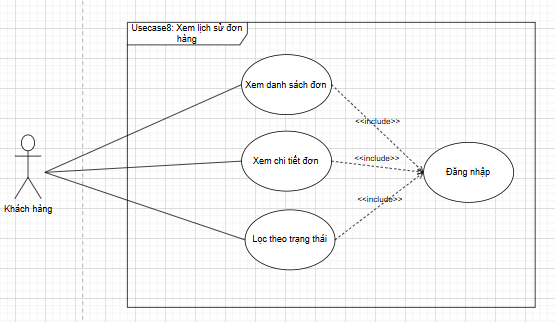 Usecase8: Xem lịch sử đơn
hàng
Xem danh sách đơn
<<include>>
Xem chi tiết đơn
<<include>>
Đăng nhập
<<include>>
Khách hàng
Lọc theo trạng thái